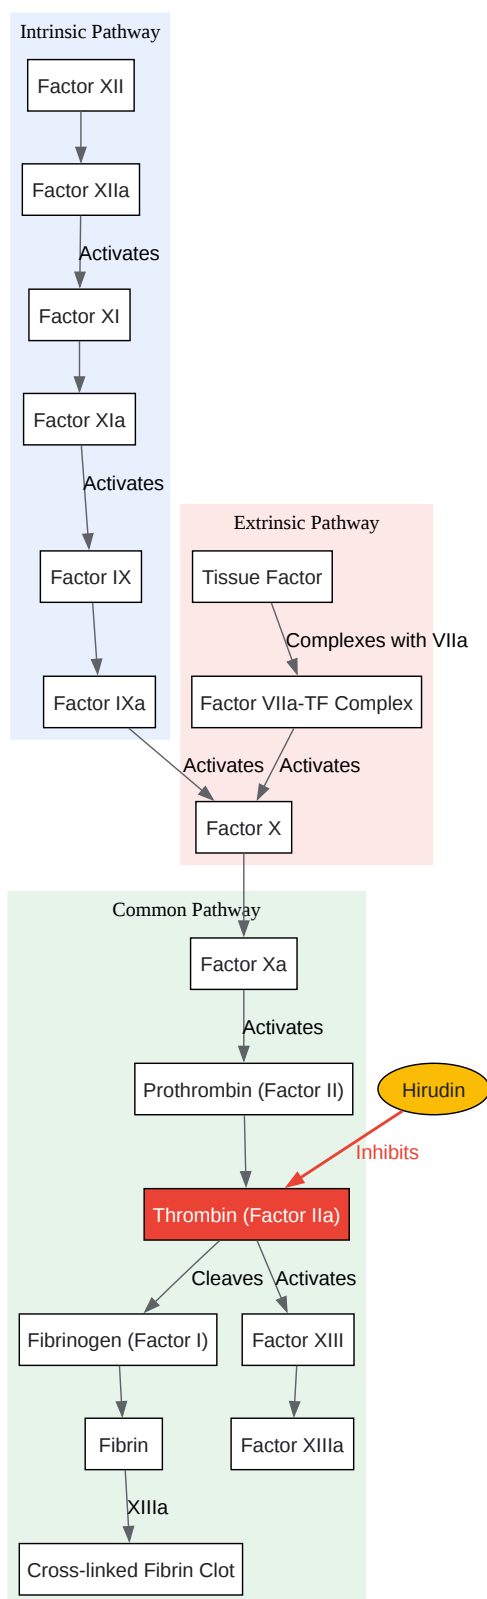 Intrinsic Pathway
Factor XII
Factor XIIa
Activates
Factor XI
Factor XIa
Activates
Factor IX
Factor IXa
Extrinsic Pathway
Tissue Factor
Complexes with VIIa
Factor VIIa-TF Complex
Activates
Activates
Factor X
Common Pathway
Factor Xa
Activates
Prothrombin (Factor II)
Hirudin
Inhibits
Thrombin (Factor IIa)
Cleaves
Activates
Fibrinogen (Factor I)
Factor XIII
Fibrin
Factor XIIIa
XIIIa
Cross-linked Fibrin Clot